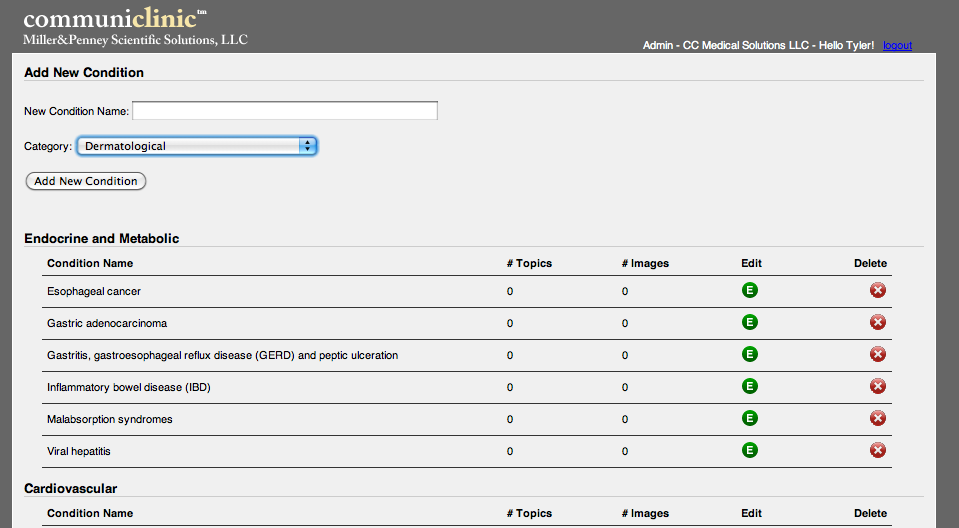 communiclinic™
Miller&Penney Scientific Solutions, LLC
Admin - CC Medical Solutions LLC - Hello Tyler! logout
Add New Condition
New Condition Name:
Category: Dermatological
Add New Condition
Endocrine and Metabolic
Condition Name # Topics # Images Edit Delete
Esophageal cancer 0 0 E
Gastric adenocarcinoma 0 0 E
Gastritis, gastroesophageal reflux disease (GERD) and peptic ulceration 0 0 E
Inflammatory bowel disease (IBD) 0 0 E
Malabsorption syndromes 0 0 E
Viral hepatitis 0 0 E
Cardiovascular
Condition Name # Topics # Images Edit Delete